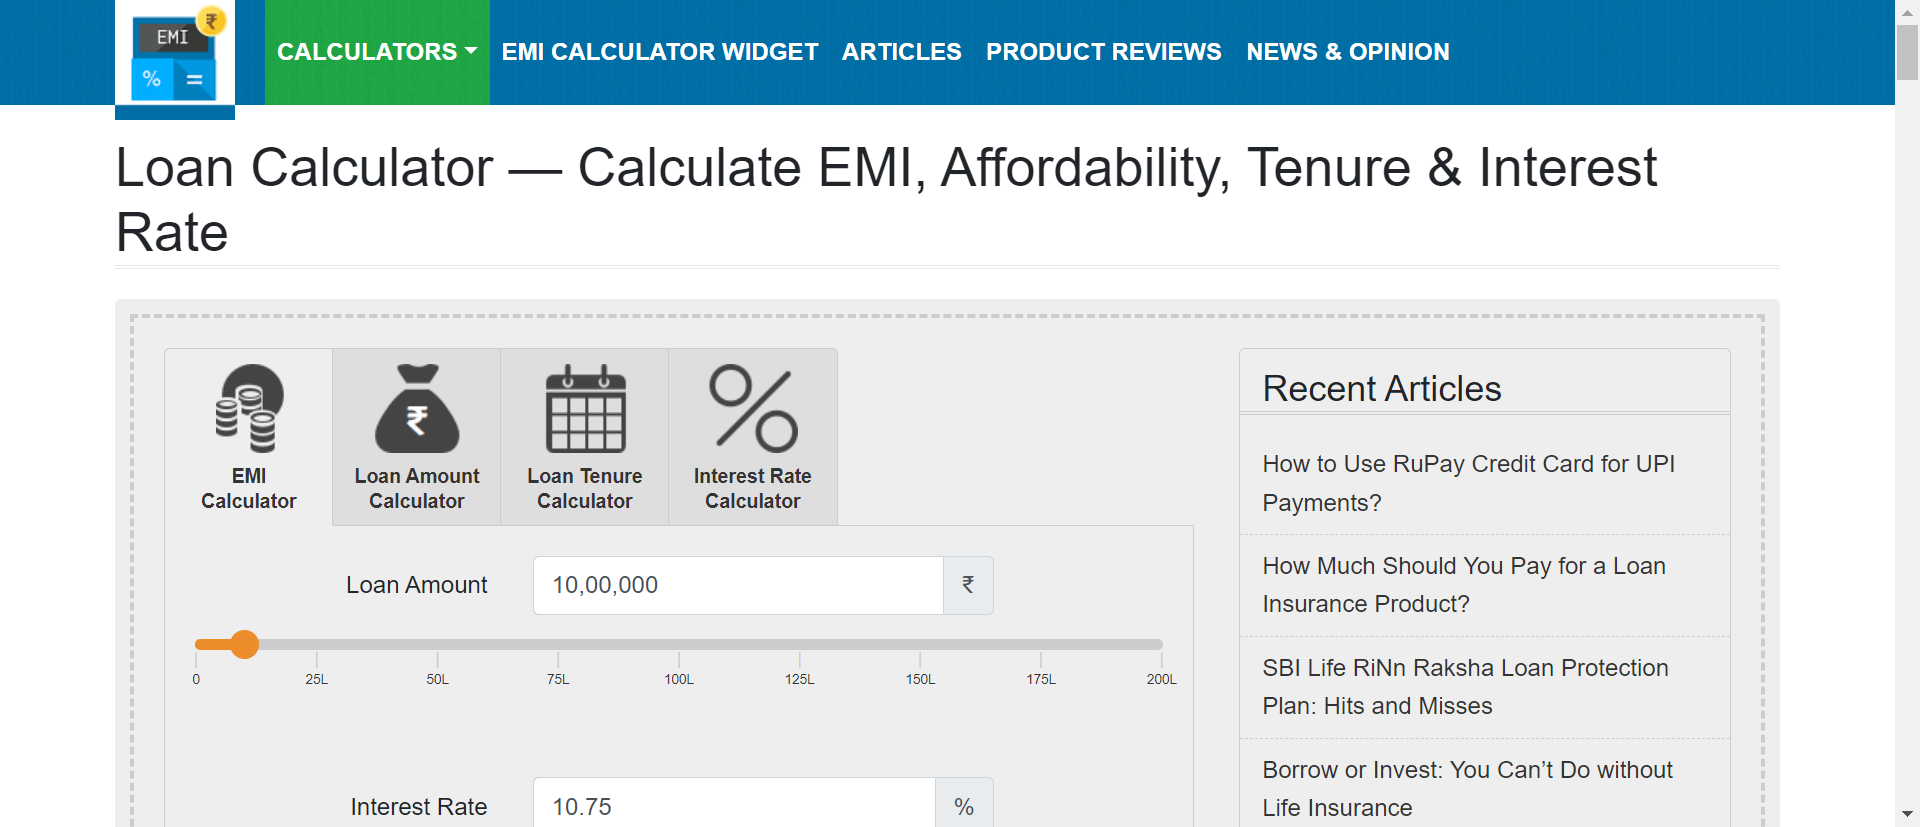 EMI
₹
%
=
CALCULATORS
EMI CALCULATOR WIDGET
ARTICLES
PRODUCT REVIEWS
NEWS & OPINION
Loan Calculator — Calculate EMI, Affordability, Tenure & Interest
Rate
EMI
Calculator
₹
Loan Amount
Calculator
Loan Tenure
Calculator
Interest Rate
Calculator
Loan Amount
10,00,000
₹
0
25L
50L
75L
100L
125L
150L
175L
200L
Interest Rate
10.75
%
Recent Articles
How to Use RuPay Credit Card for UPI
Payments?
How Much Should You Pay for a Loan
Insurance Product?
SBI Life RiNn Raksha Loan Protection
Plan: Hits and Misses
Borrow or Invest: You Can’t Do without
Life Insurance